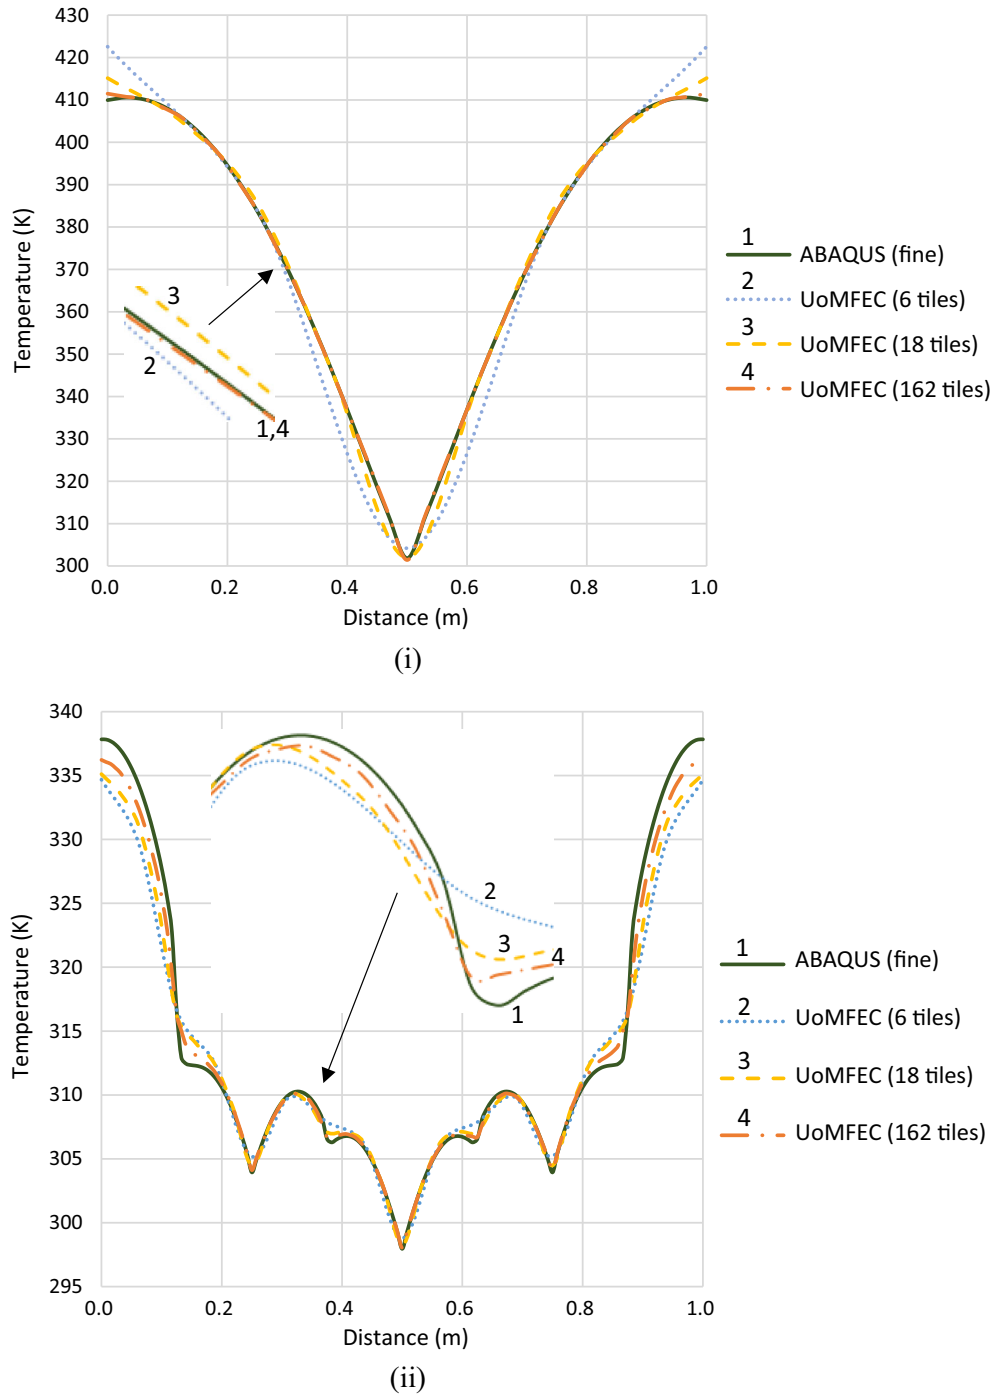 430
420
410
400
390
380
370
360
350
340
330
320
310
300
Temperature (K)
3
2
1,4
0.0 0.2 0.4 0.6 0.8 1.0
Distance (m)
1
ABAQUS (fine)
2
UoMFEC (6 tiles)
3
UoMFEC (18 tiles)
4
UoMFEC (162 tiles)
(i)
340
335
330
325
320
315
310
305
300
295
Temperature (K)
2
3
4
1
0.0 0.2 0.4 0.6 0.8 1.0
Distance (m)
1
ABAQUS (fine)
2
UoMFEC (6 tiles)
3
UoMFEC (18 tiles)
4
UoMFEC (162 tiles)
(ii)